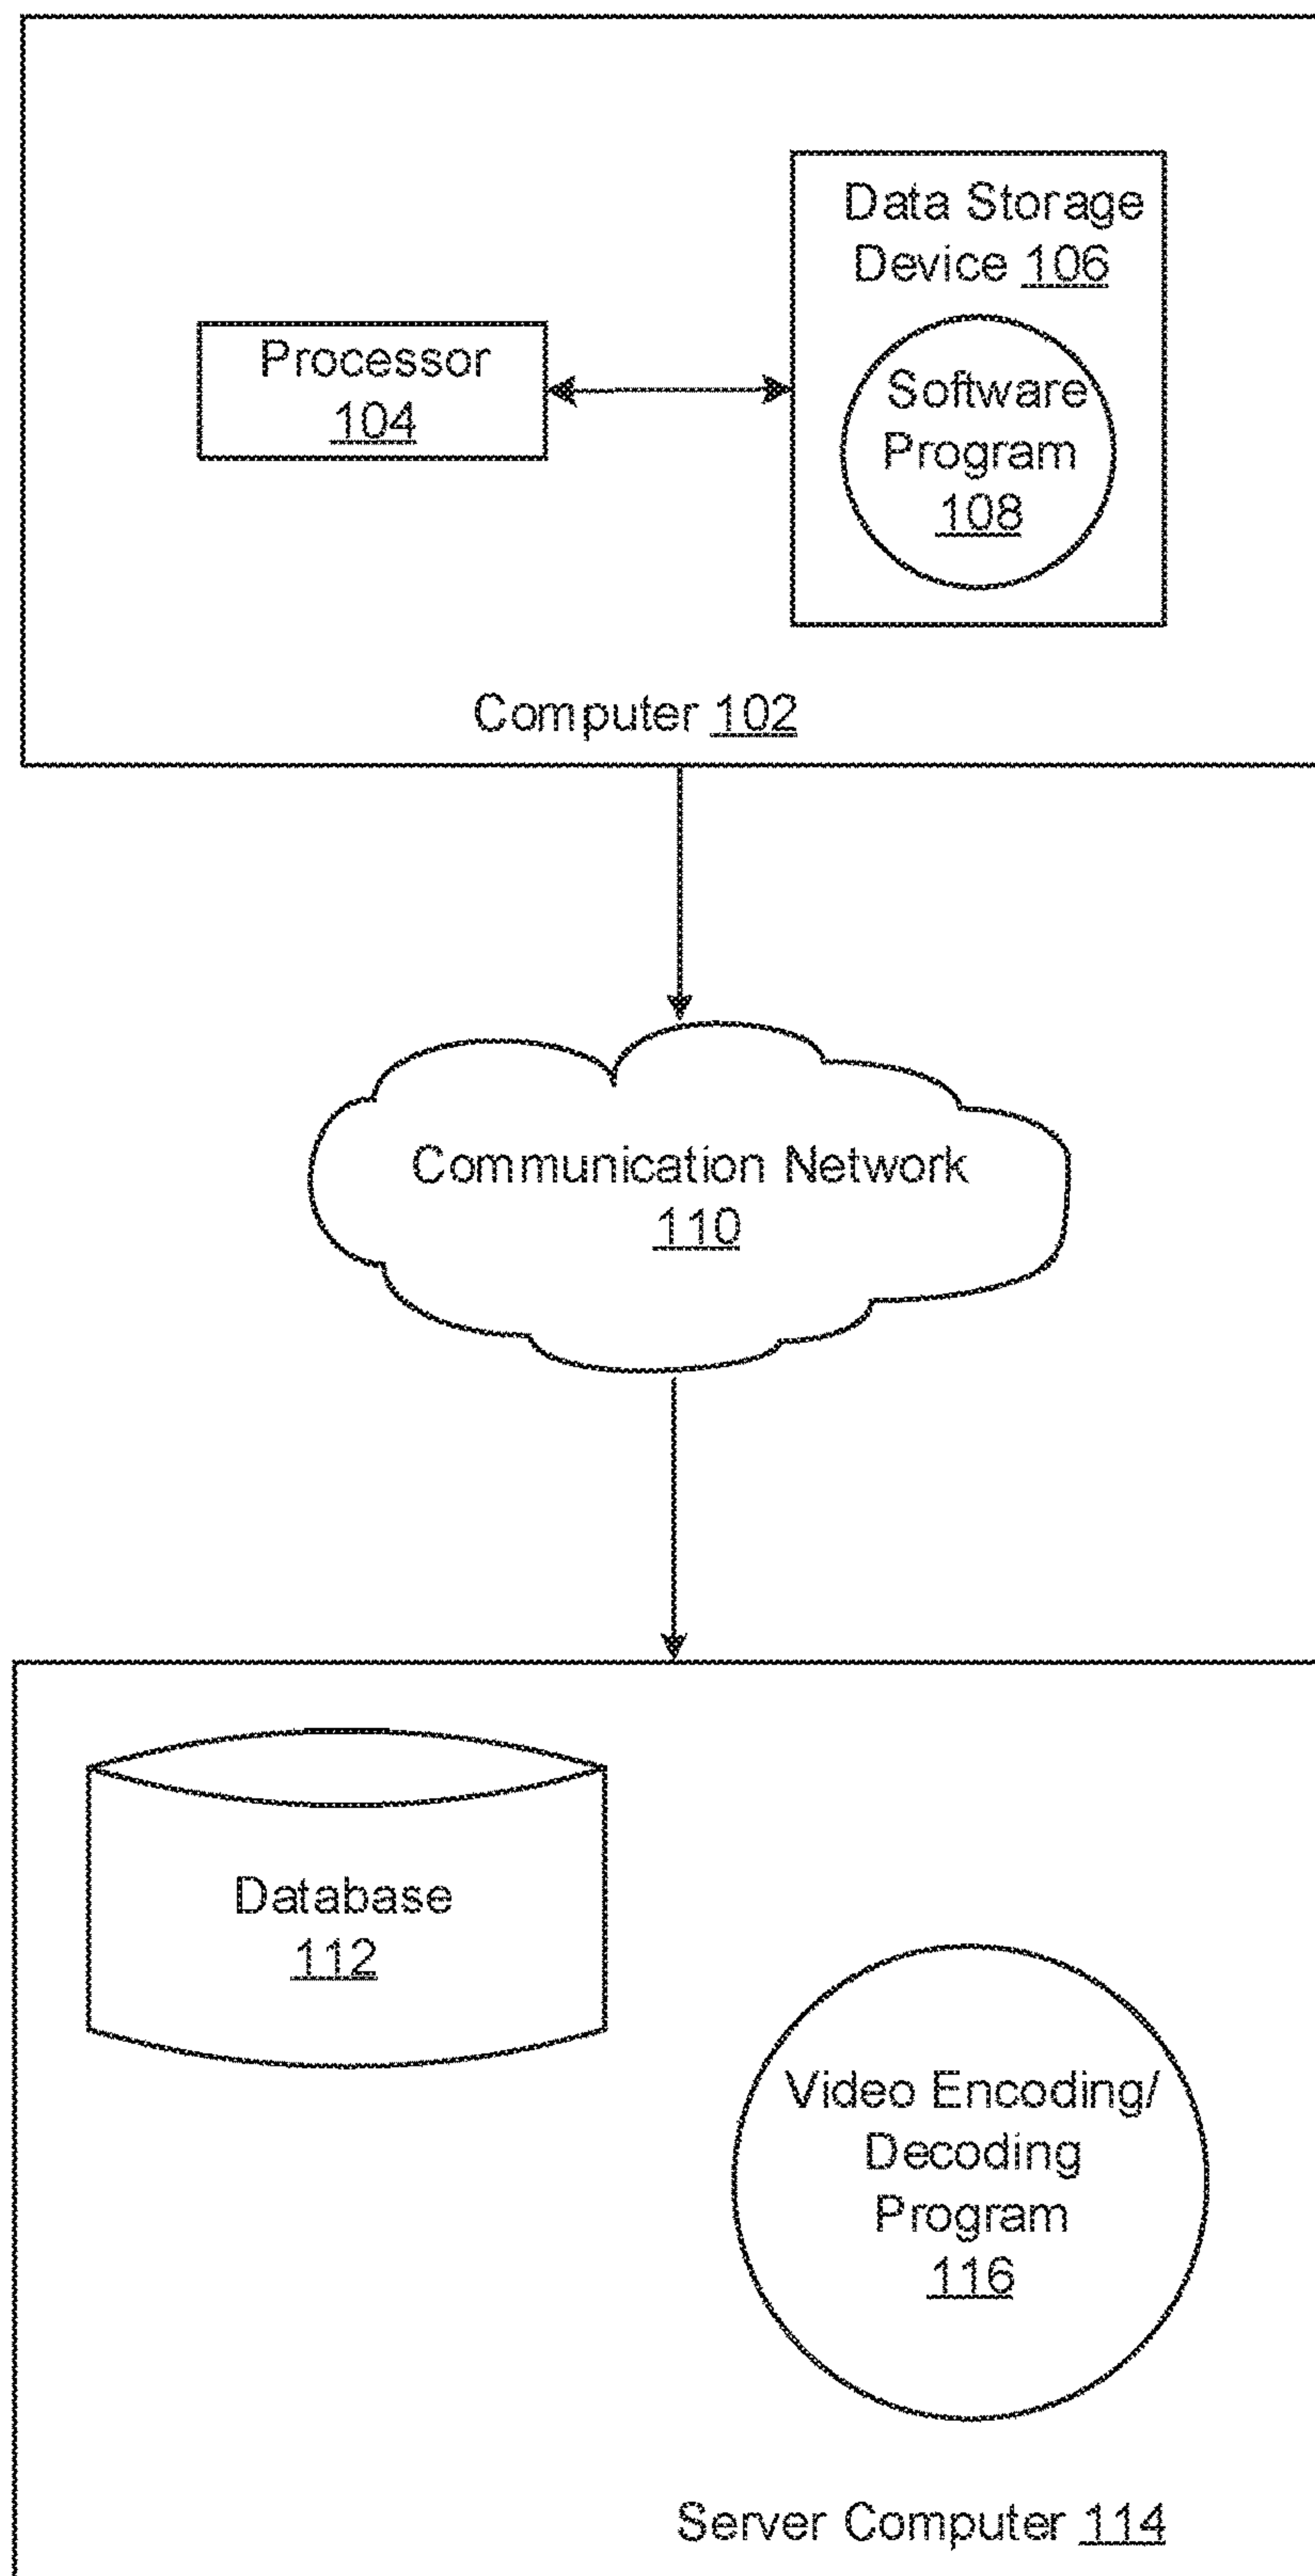 Data Storage
Device 106
Processor
104
Software
Program
108
Computer 102
Communication Network
110
Database
112
Video Encoding/
Decoding
Program
116
Server Computer 114